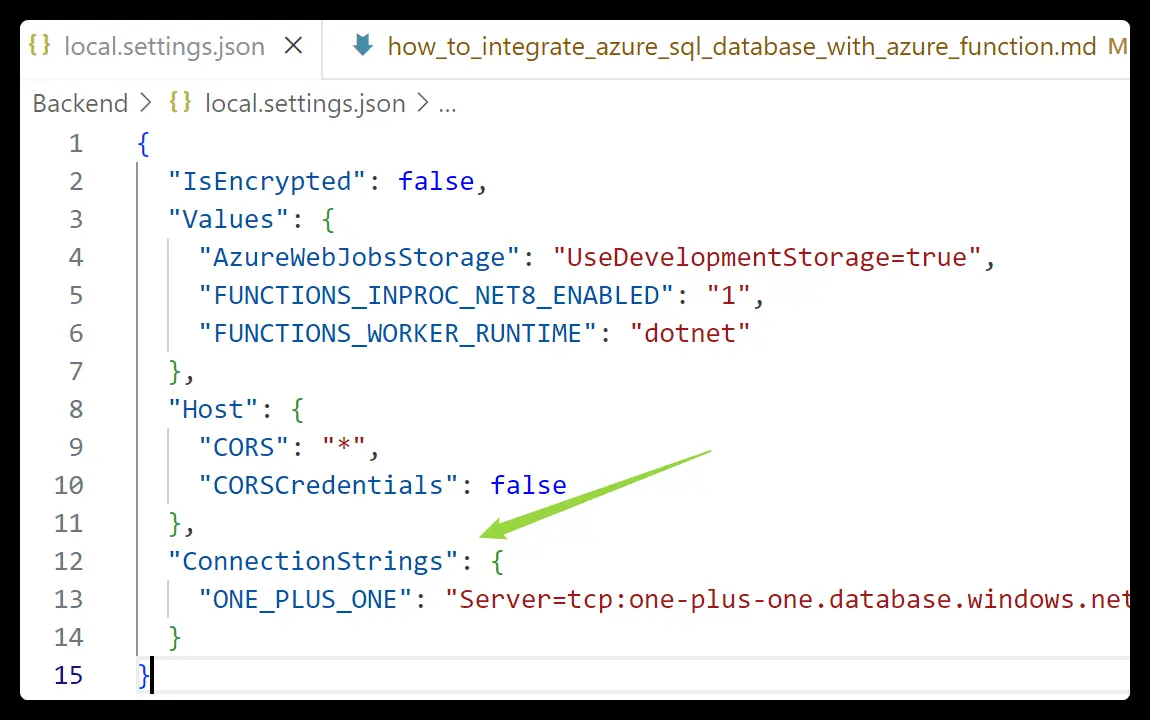 {} local.settings.json × how_to_integrate_azure_sql_database_with_azure_function.md M
Backend > {} local.settings.json > ...
1 {
2 "IsEncrypted": false,
3 "Values": {
4 "AzureWebJobsStorage": "UseDevelopmentStorage=true",
5 "FUNCTIONS_INPROC_NET8_ENABLED": "1",
6 "FUNCTIONS_WORKER_RUNTIME": "dotnet"
7 },
8 "Host": {
9 "CORS": "*",
10 "CORSCredentials": false
11 },
12 "ConnectionStrings": {
13 "ONE_PLUS_ONE": "Server=tcp:one-plus-one.database.windows.net
14 }
15 }